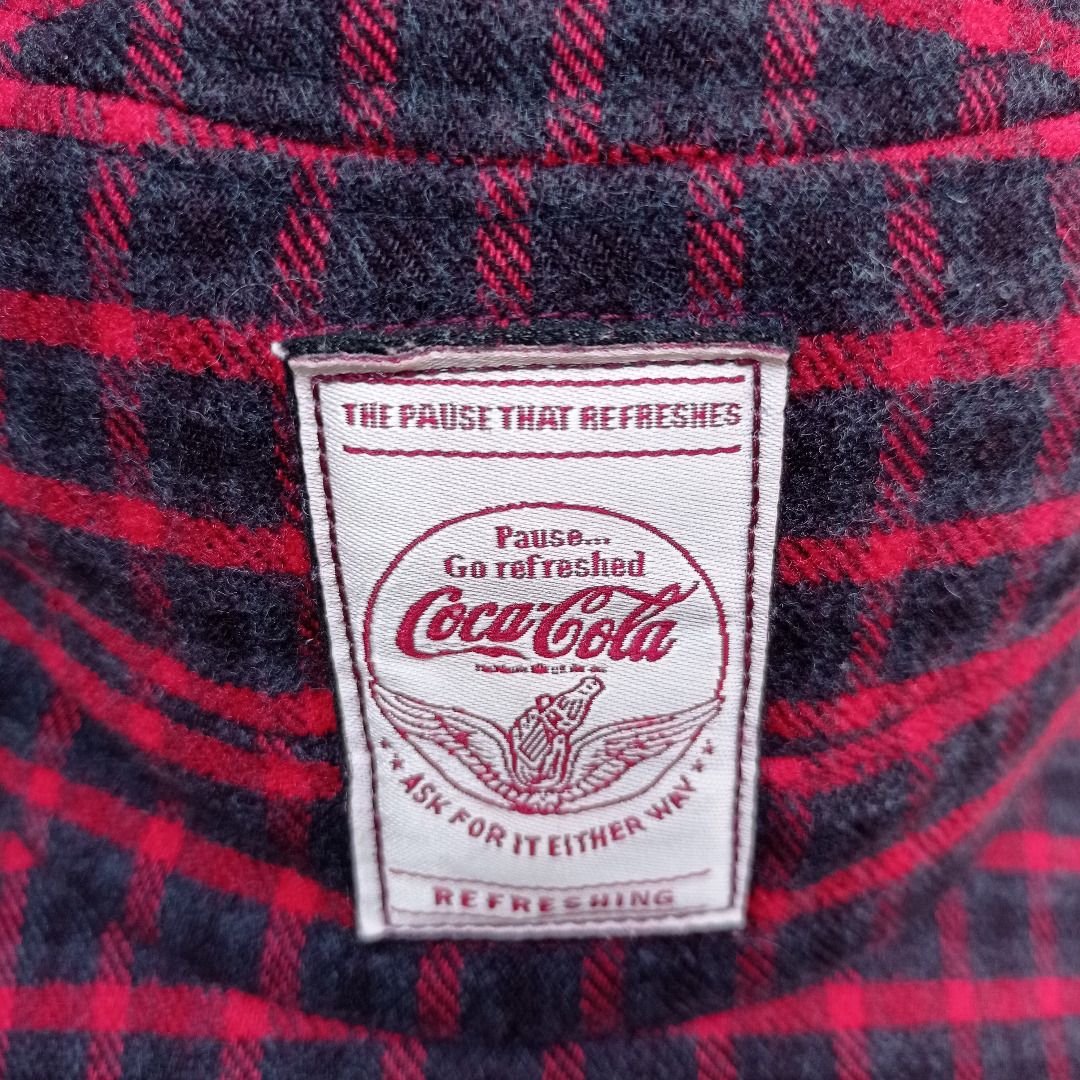 THE PAUSE THAT REFRESHES
Pause...
Go refreshed
Coca-Cola
ASK FOR IT EITHER WAY
REFRESHING